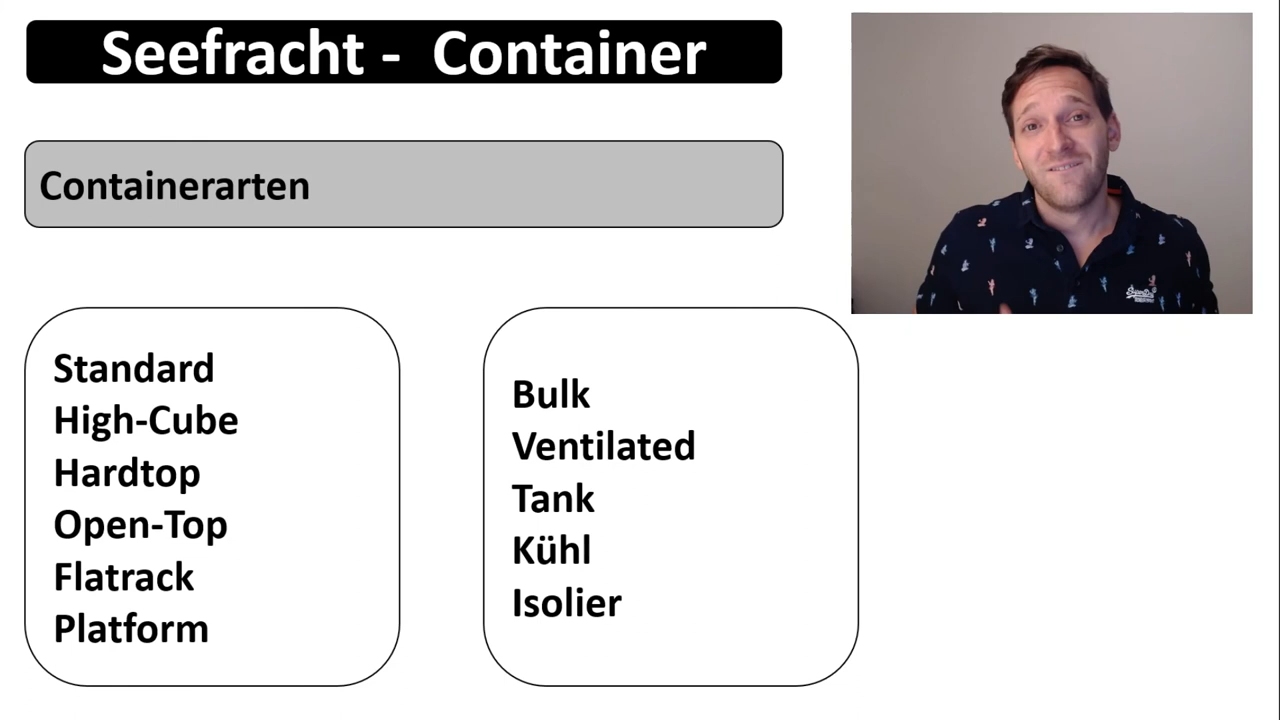 Seefracht - Container
Containerarten
Standard
High-Cube
Hardtop
Open-Top
Flatrack
Platform
Bulk
Ventilated
Tank
Kühl
Isolier